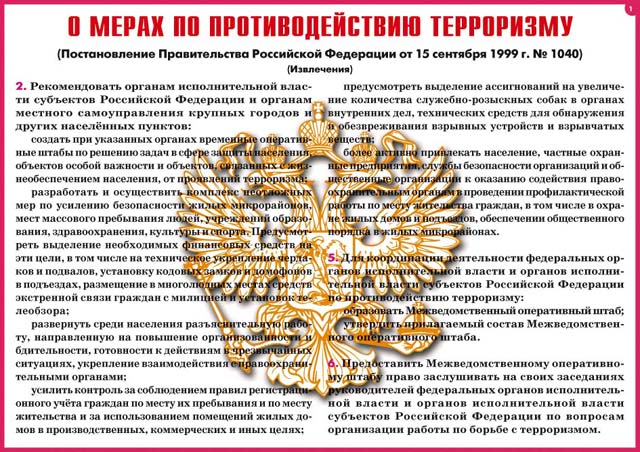 1
О МЕРАХ ПО ПРОТИВОДЕЙСТВИЮ ТЕРРОРИЗМУ
(Постановление Правительства Российской Федерации от 15 сентября 1999 г. № 1040)
(Извлечения)
2. Рекомендовать органам исполнительной влас-
ти субъектов Российской Федерации и органам
местного самоуправления крупных городов и
других населённых пунктов:
создать при указанных органах временные оператив-
ные штабы по решению задач в сфере защиты населения,
объектов особой важности и объектов, связанных с жиз-
необеспечением населения, от проявлений терроризма;
разработать и осуществить комплекс неотложных
мер по усилению безопасности жилых микрорайонов,
мест массового пребывания людей, учреждений образо-
вания, здравоохранения, культуры и спорта. Предусмот-
реть выделение необходимых финансовых средств на
эти цели, в том числе на техническое укрепление черда-
ков и подвалов, установку кодовых замков и домофонов
в подъездах, размещение в многолюдных местах средств
экстренной связи граждан с милицией и установок те-
леобзора;
развернуть среди населения разъяснительную рабо-
ту, направленную на повышение организованности и
бдительности, готовности к действиям в чрезвычайных
ситуациях, укрепление взаимодействия с правоохрани-
тельными органами;
усилить контроль за соблюдением правил регистраци-
онного учёта граждан по месту их пребывания и по месту
жительства и за использованием помещений жилых до-
мов в производственных, коммерческих и иных целях;
предусмотреть выделение ассигнований на увеличе-
ние количества служебно-розыскных собак в органах
внутренних дел, технических средств для обнаружения
и обезвреживания взрывных устройств и взрывчатых
веществ;
более активно привлекать население, частные охран-
ные предприятия, службы безопасности организаций и об-
щественные организации к оказанию содействия право-
охранительным органам в проведении профилактической
работы по месту жительства граждан, в том числе в охра-
не жилых домов и подъездов, обеспечении общественного
порядка в жилых микрорайонах.
5. Для координации деятельности федеральных ор-
ганов исполнительной власти и органов исполни-
тельной власти субъектов Российской Федерации
по противодействию терроризму:
образовать Межведомственный оперативный штаб;
утвердить прилагаемый состав Межведомствен-
ного оперативного штаба.
6. Предоставить Межведомственному оперативно-
му штабу право заслушивать на своих заседаниях
руководителей федеральных органов исполнитель-
ной власти и органов исполнительной власти
субъектов Российской Федерации по вопросам
организации работы по борьбе с терроризмом.